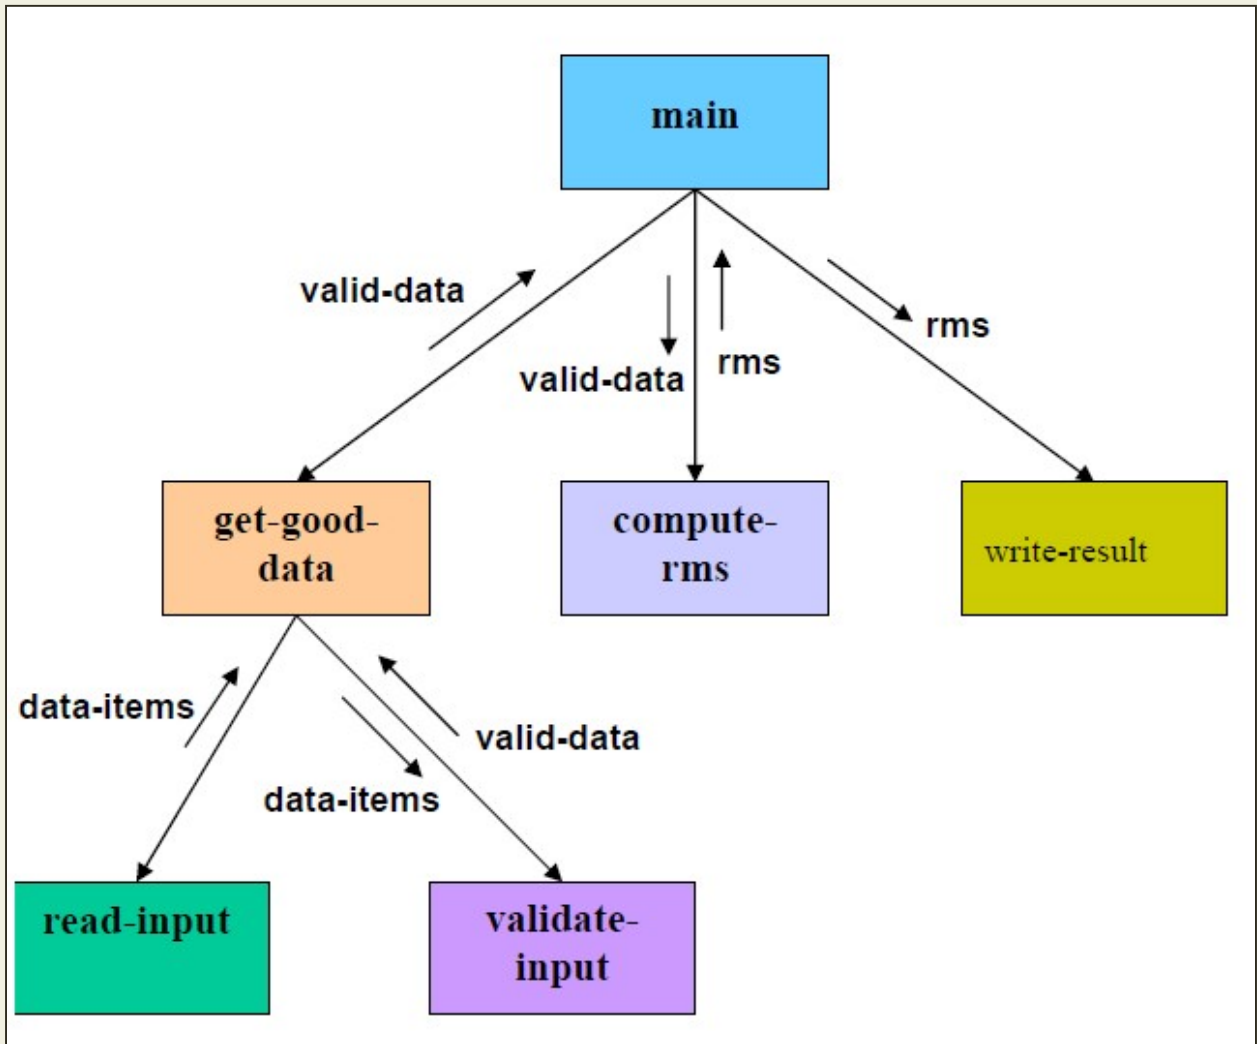 main
valid-data
rms
rms
valid-data
get-good-
data
compute-
rms
write-result
data-items
valid-data
data-items
read-input
validate-
input